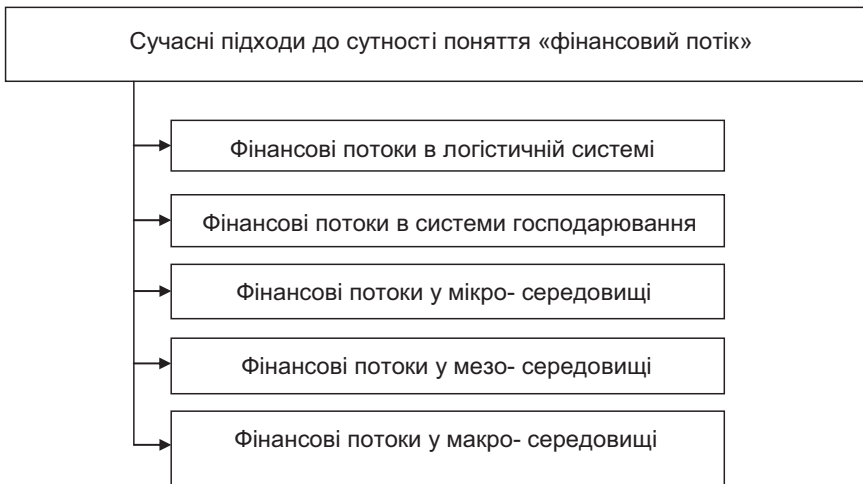 Сучасні підходи до сутності поняття «фінансовий потік»
Фінансові потоки в логістичній системі
Фінансові потоки в системи господарювання
Фінансові потоки у мікро- середовищі
Фінансові потоки у мезо- середовищі
Фінансові потоки у макро- середовищі